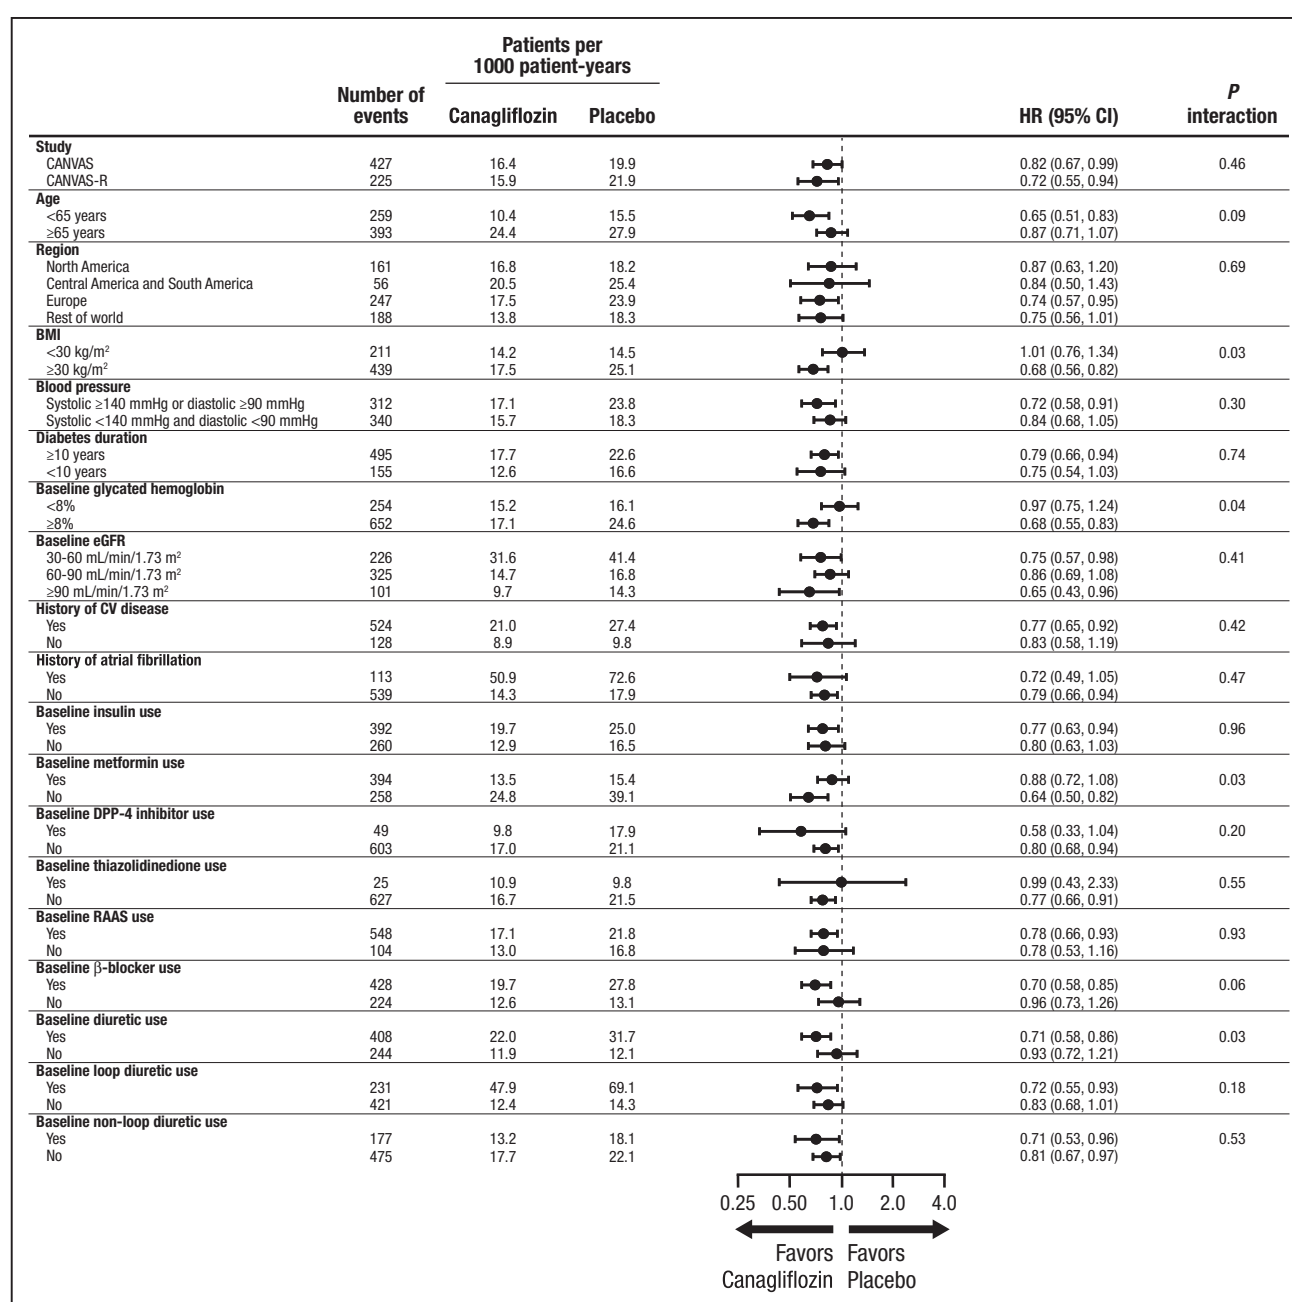 Patients per
1000 patient-years
Number of events Canagliflozin Placebo HR (95% CI) P interaction
Study
CANVAS 427 16.4 19.9 0.82 (0.67, 0.99) 0.46
CANVAS-R 225 15.9 21.9 0.72 (0.55, 0.94)
Age
<65 years 259 10.4 15.5 0.65 (0.51, 0.83) 0.09
≥65 years 393 24.4 27.9 0.87 (0.71, 1.07)
Region
North America 161 16.8 18.2 0.87 (0.63, 1.20) 0.69
Central America and South America 56 20.5 25.4 0.84 (0.50, 1.43)
Europe 247 17.5 23.9 0.74 (0.57, 0.95)
Rest of world 188 13.8 18.3 0.75 (0.56, 1.01)
BMI
<30 kg/m² 211 14.2 14.5 1.01 (0.76, 1.34) 0.03
≥30 kg/m² 439 17.5 25.1 0.68 (0.56, 0.82)
Blood pressure
Systolic ≥140 mmHg or diastolic ≥90 mmHg 312 17.1 23.8 0.72 (0.58, 0.91) 0.30
Systolic <140 mmHg and diastolic <90 mmHg 340 15.7 18.3 0.84 (0.68, 1.05)
Diabetes duration
≥10 years 495 17.7 22.6 0.79 (0.66, 0.94) 0.74
<10 years 155 12.6 16.6 0.75 (0.54, 1.03)
Baseline glycated hemoglobin
<8% 254 15.2 16.1 0.97 (0.75, 1.24) 0.04
≥8% 652 17.1 24.6 0.68 (0.55, 0.83)
Baseline eGFR
30-60 mL/min/1.73 m² 226 31.6 41.4 0.75 (0.57, 0.98) 0.41
60-90 mL/min/1.73 m² 325 14.7 16.8 0.86 (0.69, 1.08)
≥90 mL/min/1.73 m² 101 9.7 14.3 0.65 (0.43, 0.96)
History of CV disease
Yes 524 21.0 27.4 0.77 (0.65, 0.92) 0.42
No 128 8.9 9.8 0.83 (0.58, 1.19)
History of atrial fibrillation
Yes 113 50.9 72.6 0.72 (0.49, 1.05) 0.47
No 539 14.3 17.9 0.79 (0.66, 0.94)
Baseline insulin use
Yes 392 19.7 25.0 0.77 (0.63, 0.94) 0.96
No 260 12.9 16.5 0.80 (0.63, 1.03)
Baseline metformin use
Yes 394 13.5 15.4 0.88 (0.72, 1.08) 0.03
No 258 24.8 39.1 0.64 (0.50, 0.82)
Baseline DPP-4 inhibitor use
Yes 49 9.8 17.9 0.58 (0.33, 1.04) 0.20
No 603 17.0 21.1 0.80 (0.68, 0.94)
Baseline thiazolidinedione use
Yes 25 10.9 9.8 0.99 (0.43, 2.33) 0.55
No 627 16.7 21.5 0.77 (0.66, 0.91)
Baseline RAAS use
Yes 548 17.1 21.8 0.78 (0.66, 0.93) 0.93
No 104 13.0 16.8 0.78 (0.53, 1.16)
Baseline β-blocker use
Yes 428 19.7 27.8 0.70 (0.58, 0.85) 0.06
No 224 12.6 13.1 0.96 (0.73, 1.26)
Baseline diuretic use
Yes 408 22.0 31.7 0.71 (0.58, 0.86) 0.03
No 244 11.9 12.1 0.93 (0.72, 1.21)
Baseline loop diuretic use
Yes 231 47.9 69.1 0.72 (0.55, 0.93) 0.18
No 421 12.4 14.3 0.83 (0.68, 1.01)
Baseline non-loop diuretic use
Yes 177 13.2 18.1 0.71 (0.53, 0.96) 0.53
No 475 17.7 22.1 0.81 (0.67, 0.97)
0.25 0.50 1.0 2.0 4.0
Favors Favors
Canagliflozin Placebo